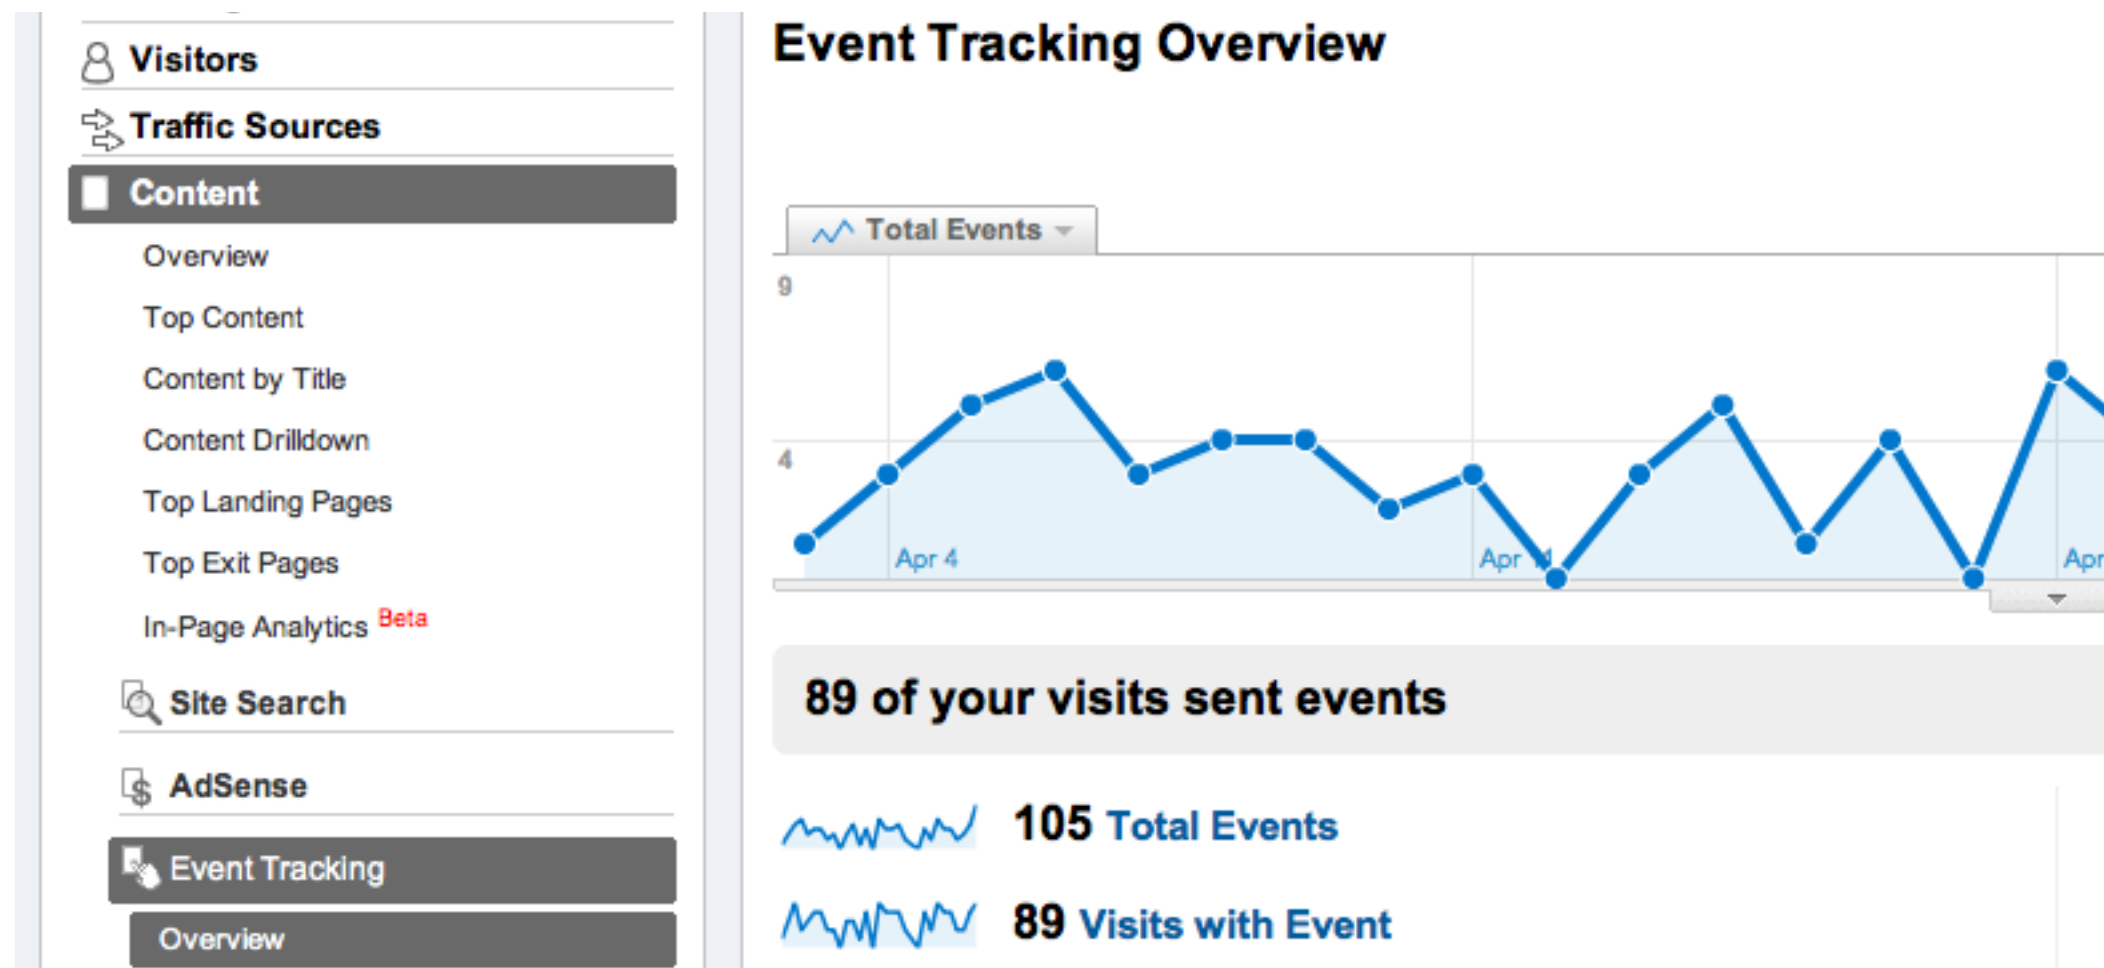 Visitors
Traffic Sources
Content
Overview
Top Content
Content by Title
Content Drilldown
Top Landing Pages
Top Exit Pages
In-Page Analytics Beta
Site Search
AdSense
Event Tracking
Overview
Event Tracking Overview
Total Events
9
4
Apr 4
Apr
Apr
89 of your visits sent events
105 Total Events
89 Visits with Event